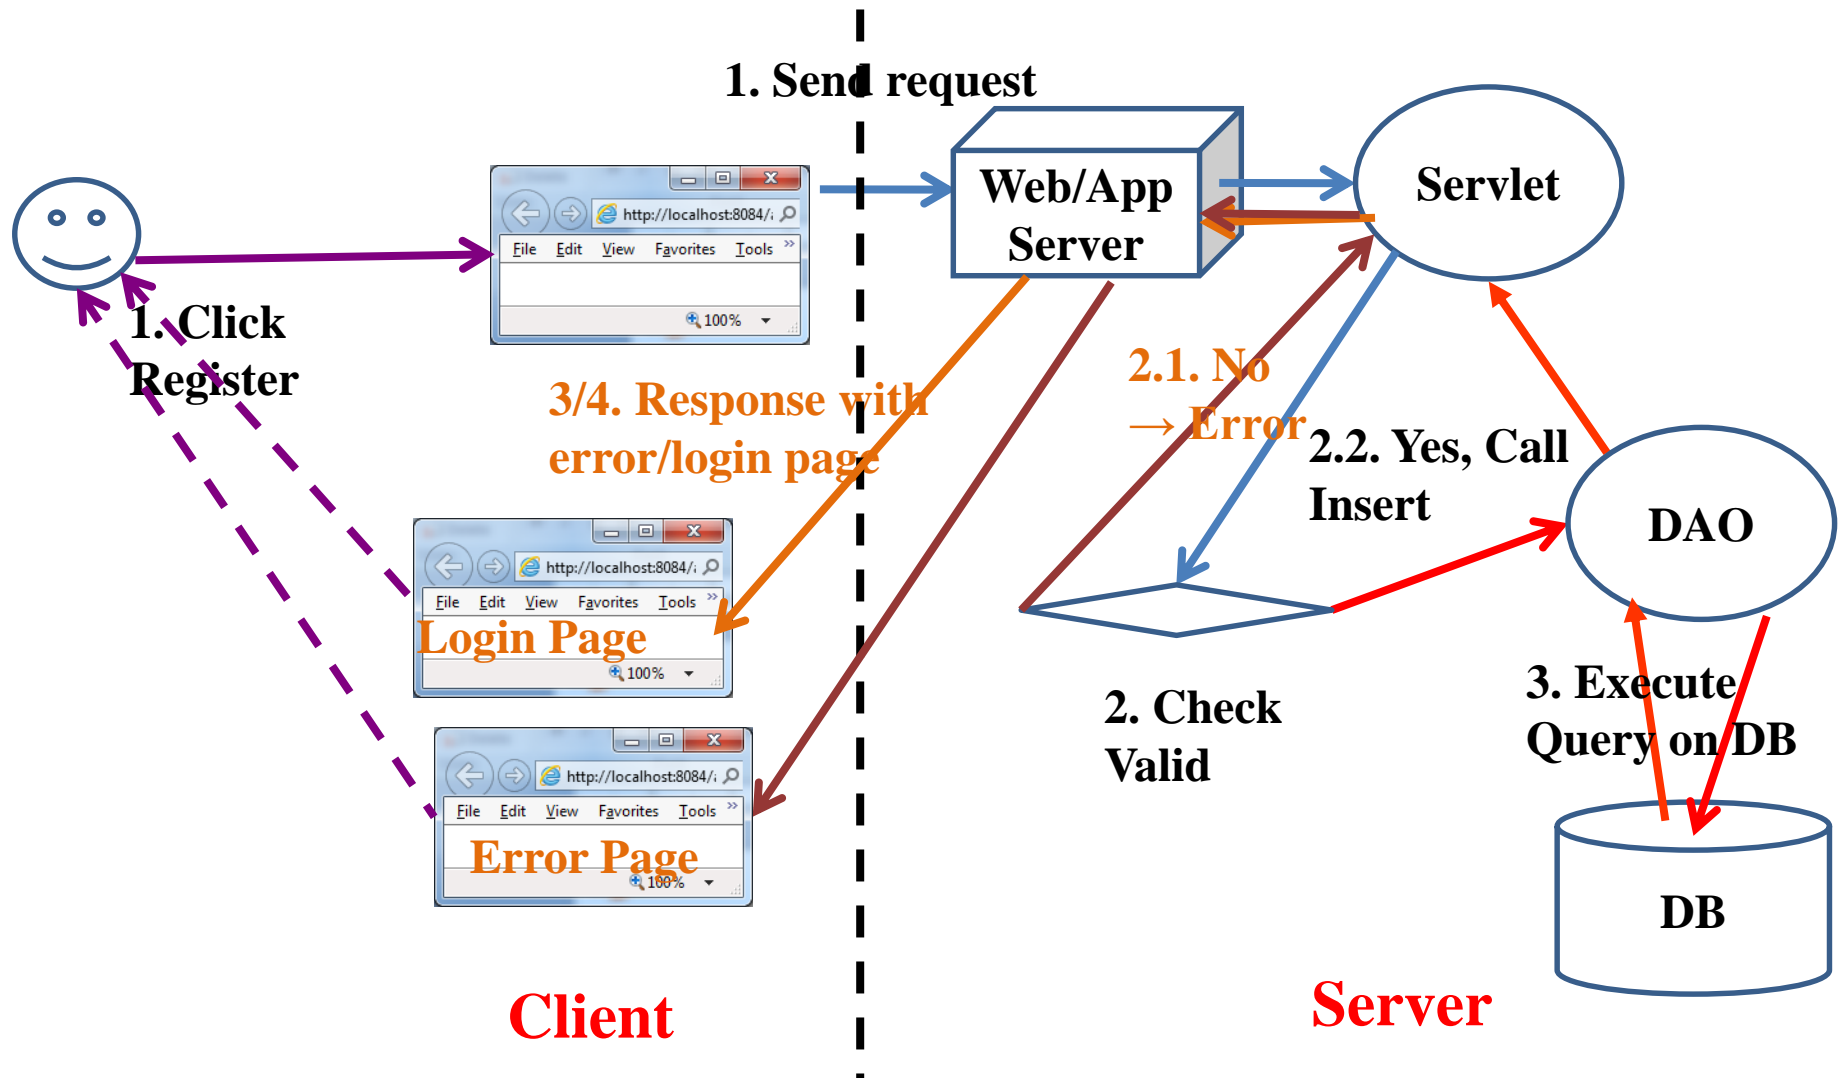 1. Send request
Web/App
Server
Servlet
http://localhost:8084/
File Edit View Favorites Tools »
100%
1. Click
Register
3/4. Response with
error/login page
2.1. No
→ Error
2.2. Yes, Call
Insert
DAO
http://localhost:8084/
File Edit View Favorites Tools »
Login Page
100%
2. Check
Valid
3. Execute
Query on DB
http://localhost:8084/
File Edit View Favorites Tools »
Error Page
100%
DB
Client
Server